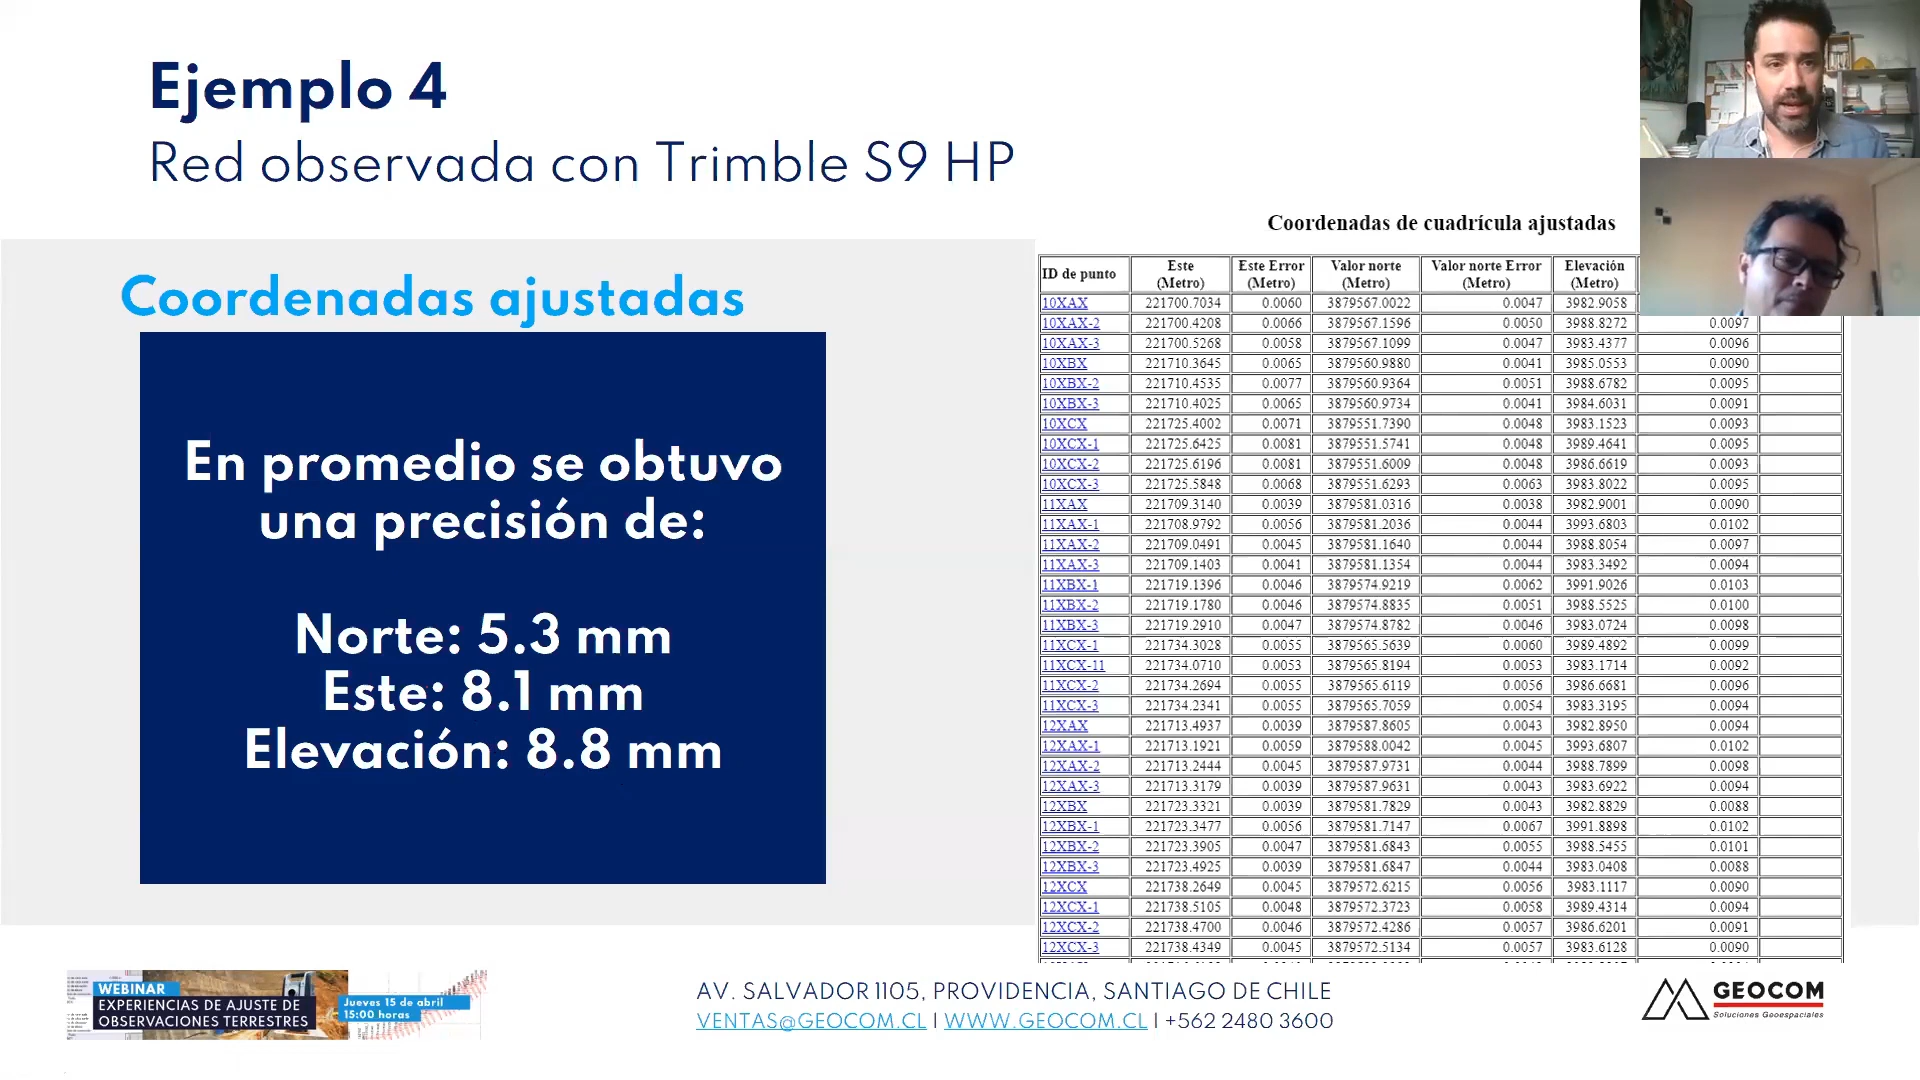 Ejemplo 4
Red observada con Trimble S9 HP
Coordenadas ajustadas
En promedio se obtuvo
una precisión de:
Norte: 5.3 mm
Este: 8.1 mm
Elevación: 8.8 mm
Coordenadas de cuadrícula ajustadas
ID de punto Este (Metro) Este Error (Metro) Valor norte (Metro) Valor norte Error (Metro) Elevación (Metro)
10XAX 221700.7034 0.0060 3879567.0022 0.0047 3982.9058
10XAX-2 221700.4208 0.0066 3879567.1596 0.0050 3988.8272 0.0097
10XAX-3 221700.5268 0.0058 3879567.1099 0.0047 3983.4377 0.0096
10XBX 221710.3645 0.0065 3879560.9880 0.0041 3985.0553 0.0090
10XBX-2 221710.4535 0.0077 3879560.9364 0.0051 3988.6782 0.0095
10XBX-3 221710.4025 0.0065 3879560.9734 0.0041 3984.6031 0.0091
10XCX 221725.4002 0.0071 3879551.7390 0.0048 3983.1523 0.0093
10XCX-1 221725.6425 0.0081 3879551.5741 0.0048 3989.4641 0.0095
10XCX-2 221725.6196 0.0081 3879551.6009 0.0048 3986.6619 0.0093
10XCX-3 221725.5848 0.0068 3879551.6293 0.0063 3983.8022 0.0095
11XAX 221709.3140 0.0039 3879581.0316 0.0038 3982.9001 0.0090
11XAX-1 221708.9792 0.0056 3879581.2036 0.0044 3993.6803 0.0102
11XAX-2 221709.0491 0.0045 3879581.1640 0.0044 3988.8054 0.0097
11XAX-3 221709.1403 0.0041 3879581.1354 0.0044 3983.3492 0.0094
11XBX-1 221719.1396 0.0046 3879574.9219 0.0062 3991.9026 0.0103
11XBX-2 221719.1780 0.0046 3879574.8835 0.0051 3988.5525 0.0100
11XBX-3 221719.2910 0.0047 3879574.8782 0.0046 3983.0724 0.0098
11XCX-1 221734.3028 0.0055 3879565.5639 0.0060 3989.4892 0.0099
11XCX-11 221734.0710 0.0053 3879565.8194 0.0053 3983.1714 0.0092
11XCX-2 221734.2694 0.0055 3879565.6119 0.0056 3986.6681 0.0096
11XCX-3 221734.2341 0.0055 3879565.7059 0.0054 3983.3195 0.0094
12XAX 221713.4937 0.0039 3879587.8605 0.0043 3982.8950 0.0094
12XAX-1 221713.1921 0.0059 3879588.0042 0.0045 3993.6807 0.0102
12XAX-2 221713.2444 0.0045 3879587.9731 0.0044 3988.7899 0.0098
12XAX-3 221713.3179 0.0039 3879587.9631 0.0043 3983.6922 0.0094
12XBX 221723.3321 0.0039 3879581.7829 0.0043 3982.8829 0.0088
12XBX-1 221723.3477 0.0056 3879581.7147 0.0067 3991.8898 0.0102
12XBX-2 221723.3905 0.0047 3879581.6843 0.0055 3988.5455 0.0101
12XBX-3 221723.4925 0.0039 3879581.6847 0.0044 3983.0408 0.0088
12XCX 221738.2649 0.0045 3879572.6215 0.0056 3983.1117 0.0090
12XCX-1 221738.5105 0.0048 3879572.3723 0.0058 3989.4314 0.0094
12XCX-2 221738.4700 0.0046 3879572.4286 0.0057 3986.6201 0.0091
12XCX-3 221738.4349 0.0045 3879572.5134 0.0057 3983.6128 0.0090
WEBINAR
EXPERIENCIAS DE AJUSTE DE
OBSERVACIONES TERRESTRES
Jueves 15 de abril
15:00 horas
AV. SALVADOR 1105, PROVIDENCIA, SANTIAGO DE CHILE
VENTAS@GEOCOM.CL | WWW.GEOCOM.CL | +562 2480 3600
GEOCOM
Soluciones Geoespaciales